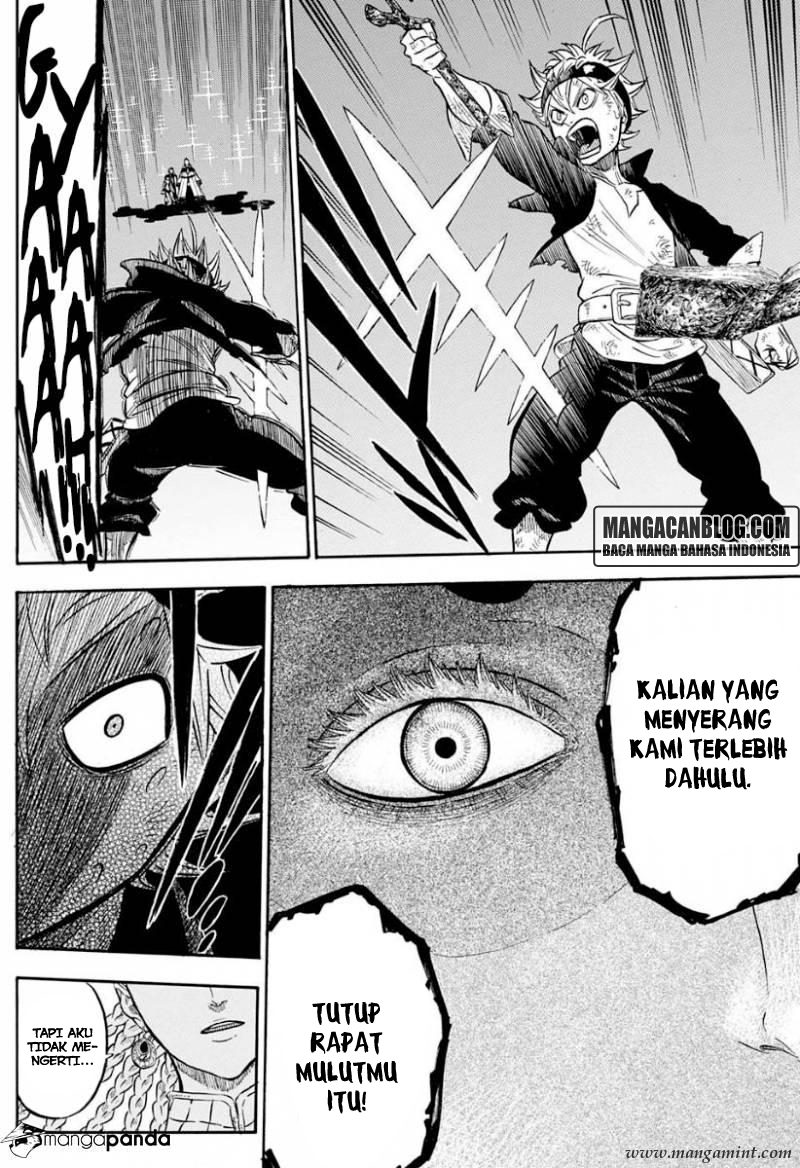 GYAAAAAAAH!!!!!
MANGACANBLOG.COM
BACA MANGA BAHASA INDONESIA
KALIAN YANG
MENYERANG
KAMI TERLEBIH
DAHULU.
TUTUP
RAPAT
MULUTMU
ITU!
TAPI AKU
TIDAK ME-
NGERTI...
mangapanda
www.mangamint.com